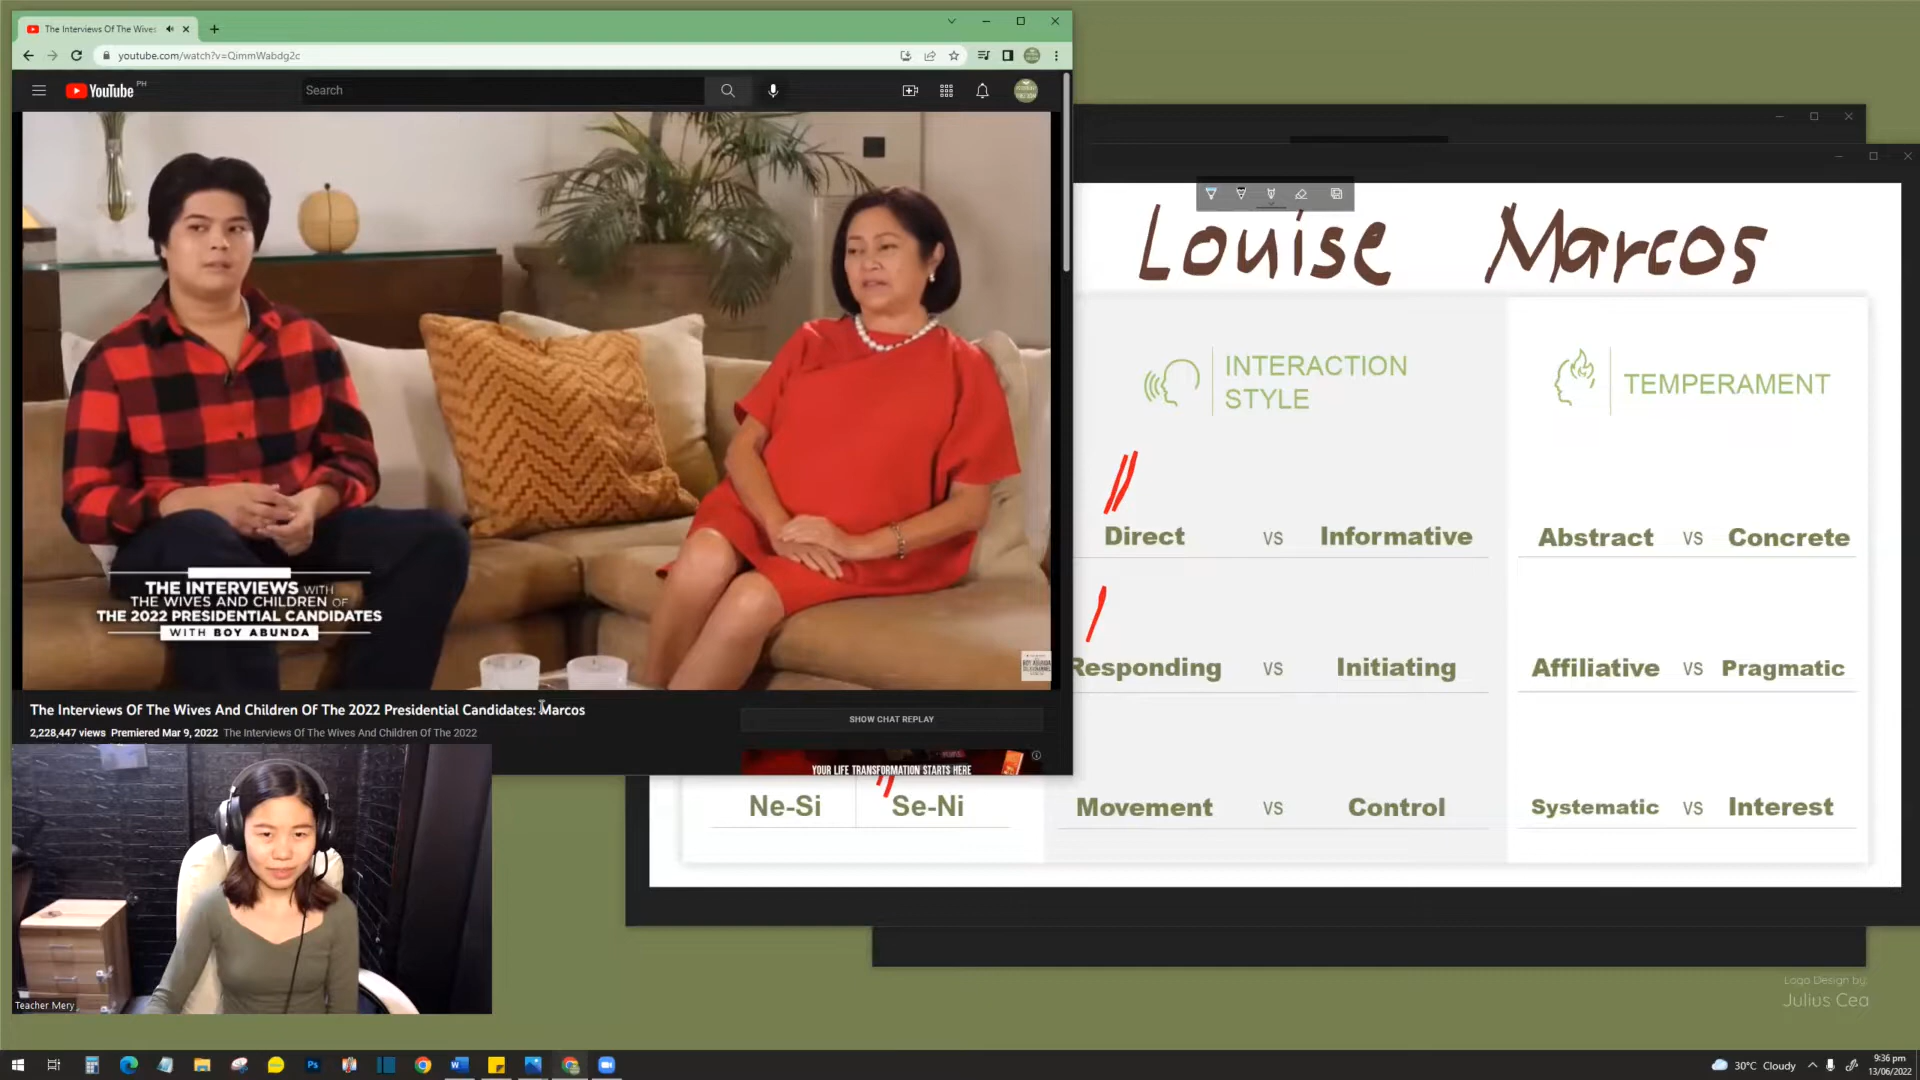 The Interviews Of The Wives
youtube.com/watch?v=QimmWabdg2c
YouTube PH
Search
Louise Marcos
INTERACTION
STYLE
TEMPERAMENT
Direct vs Informative
Abstract vs Concrete
Responding vs Initiating
Affiliative vs Pragmatic
Ne-Si
Se-Ni
Movement vs Control
Systematic vs Interest
THE INTERVIEWS WITH
THE WIVES AND CHILDREN OF
THE 2022 PRESIDENTIAL CANDIDATES
WITH BOY ABUNDA
The Interviews Of The Wives And Children Of The 2022 Presidential Candidates: Marcos
2,228,447 views Premiered Mar 9, 2022 The Interviews Of The Wives And Children Of The 2022
SHOW CHAT REPLAY
YOUR LIFE TRANSFORMATION STARTS HERE
Teacher Mery
Logo Design by:
Julius Cea
Ps
30°C Cloudy
9:36 pm
13/06/2022